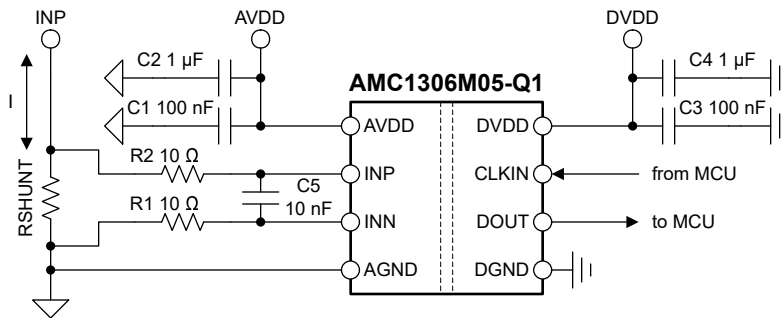 INP
AVDD
DVDD
C2 1 µF
C4 1 µF
AMC1306M05-Q1
C1 100 nF
C3 100 nF
I
AVDD
DVDD
R2 10 Ω
INP
CLKIN
from MCU
RSHUNT
C5
10 nF
R1 10 Ω
INN
DOUT
to MCU
AGND
DGND